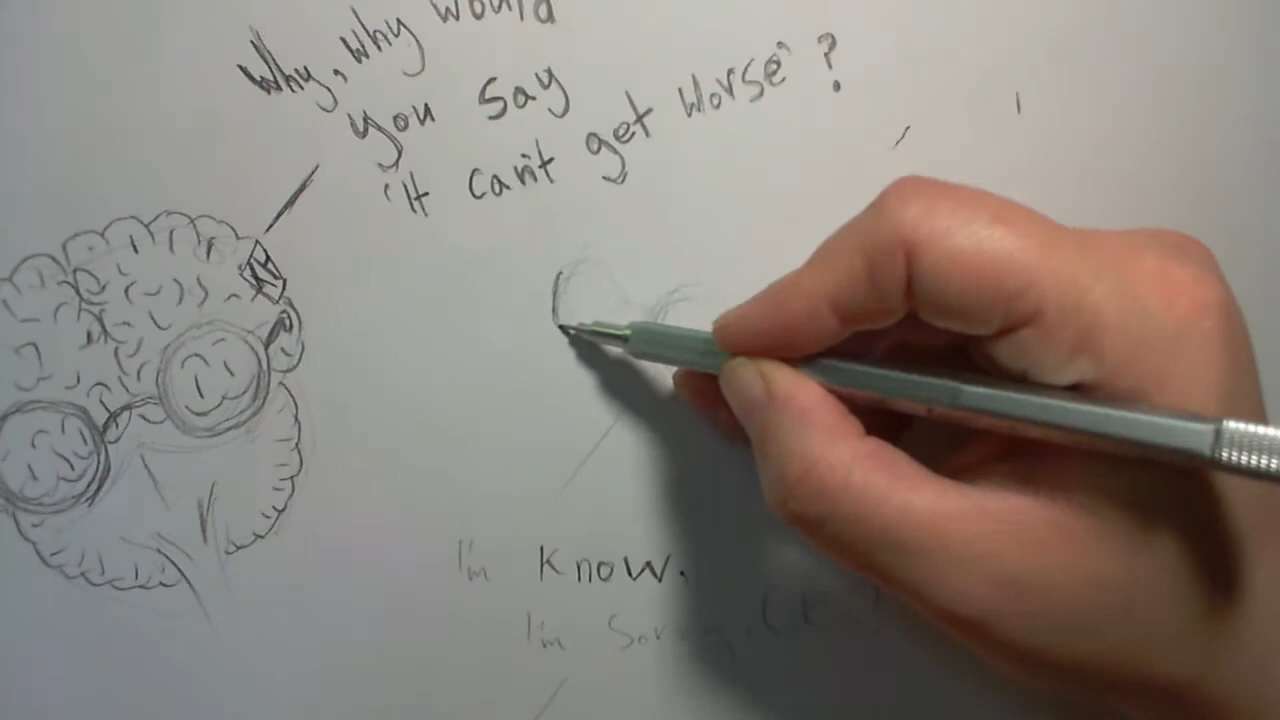 Why, why would
you say
'It can't get worse'?
I'm know.
I'm Sorry. (